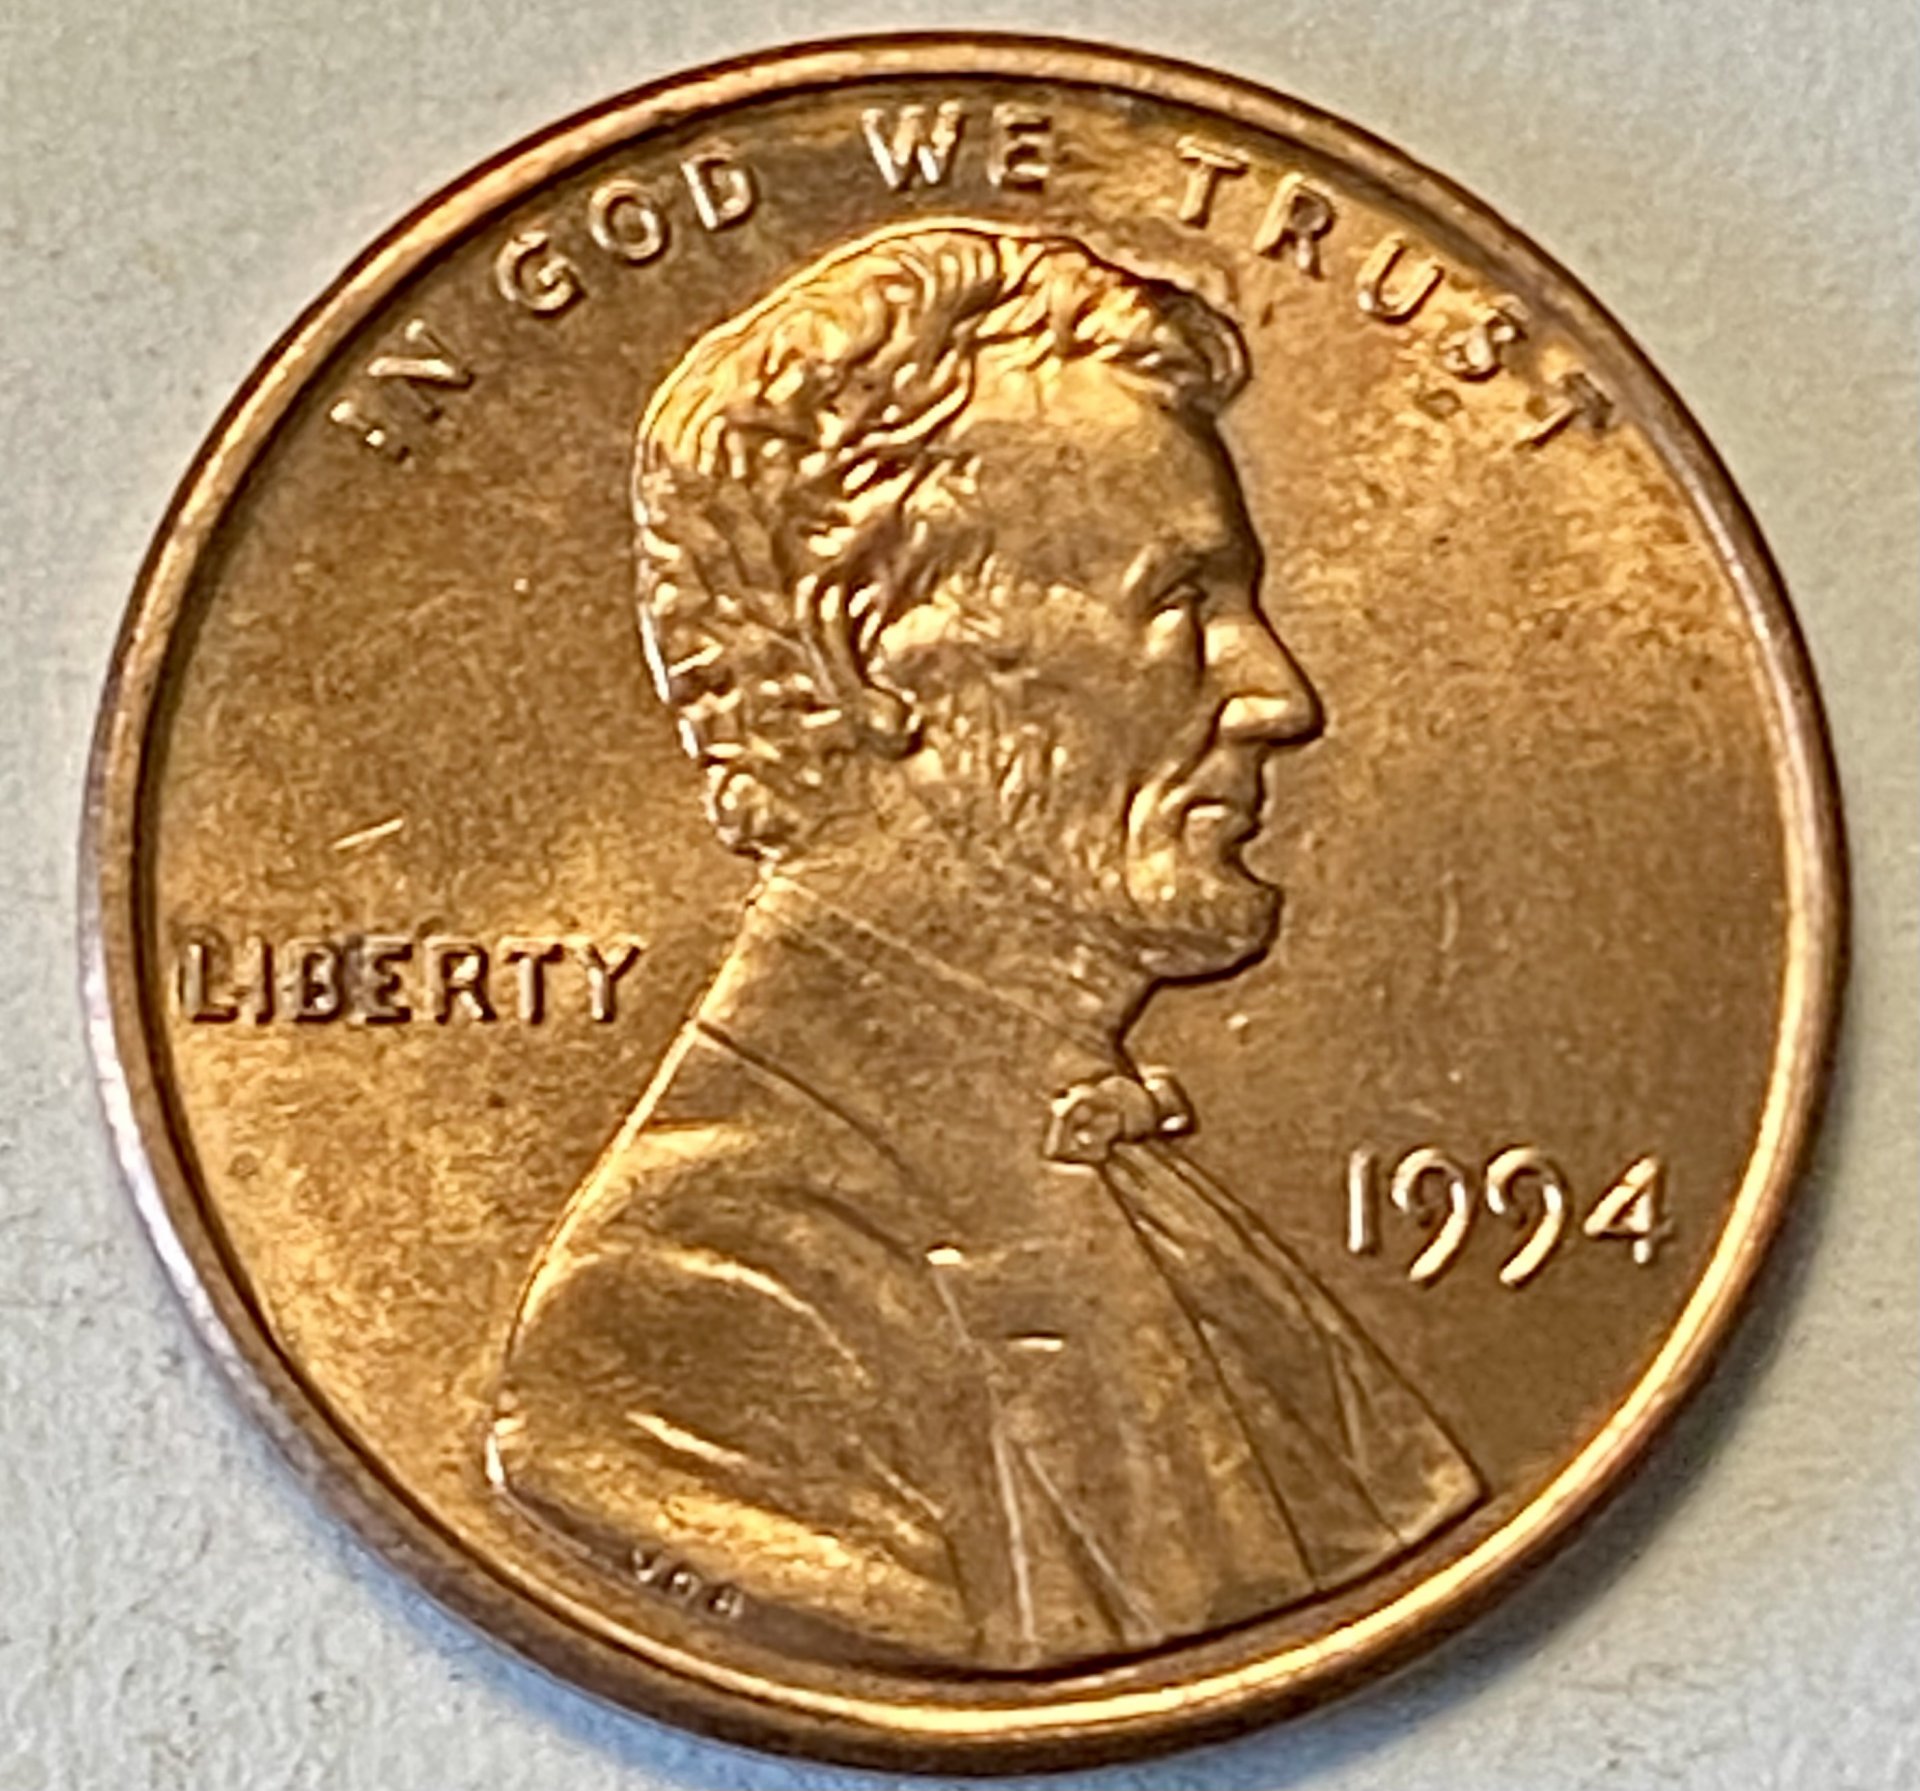 IN GOD WE TRUST
LIBERTY
1994
VDB